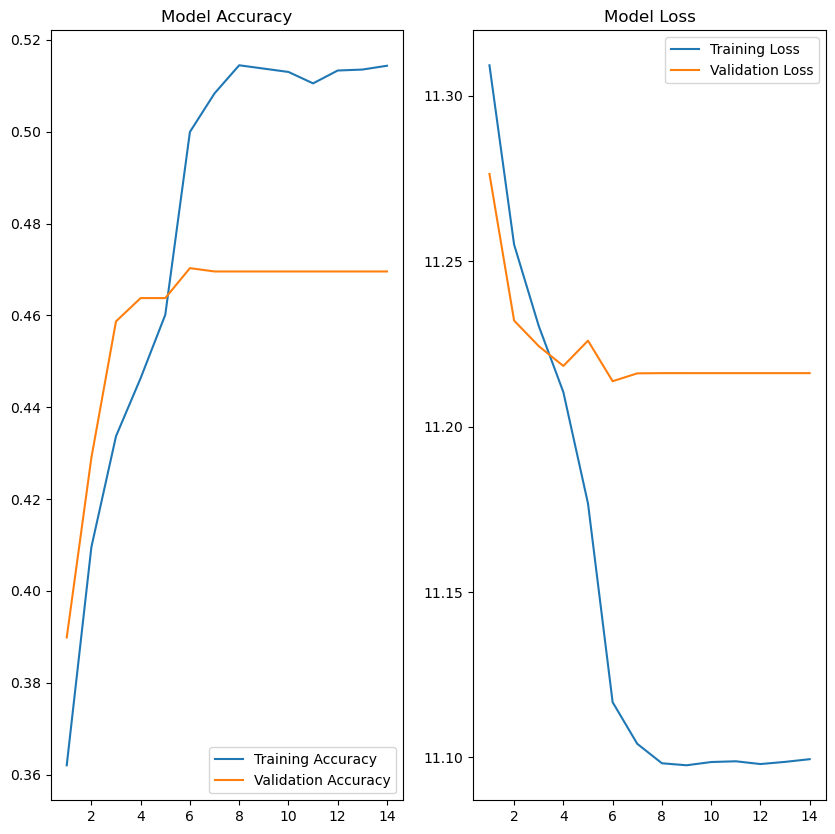 Model Accuracy
0.52
0.50
0.48
0.46
0.44
0.42
0.40
0.38
0.36
Training Accuracy
Validation Accuracy
2 4 6 8 10 12 14
Model Loss
Training Loss
Validation Loss
11.30
11.25
11.20
11.15
11.10
2 4 6 8 10 12 14